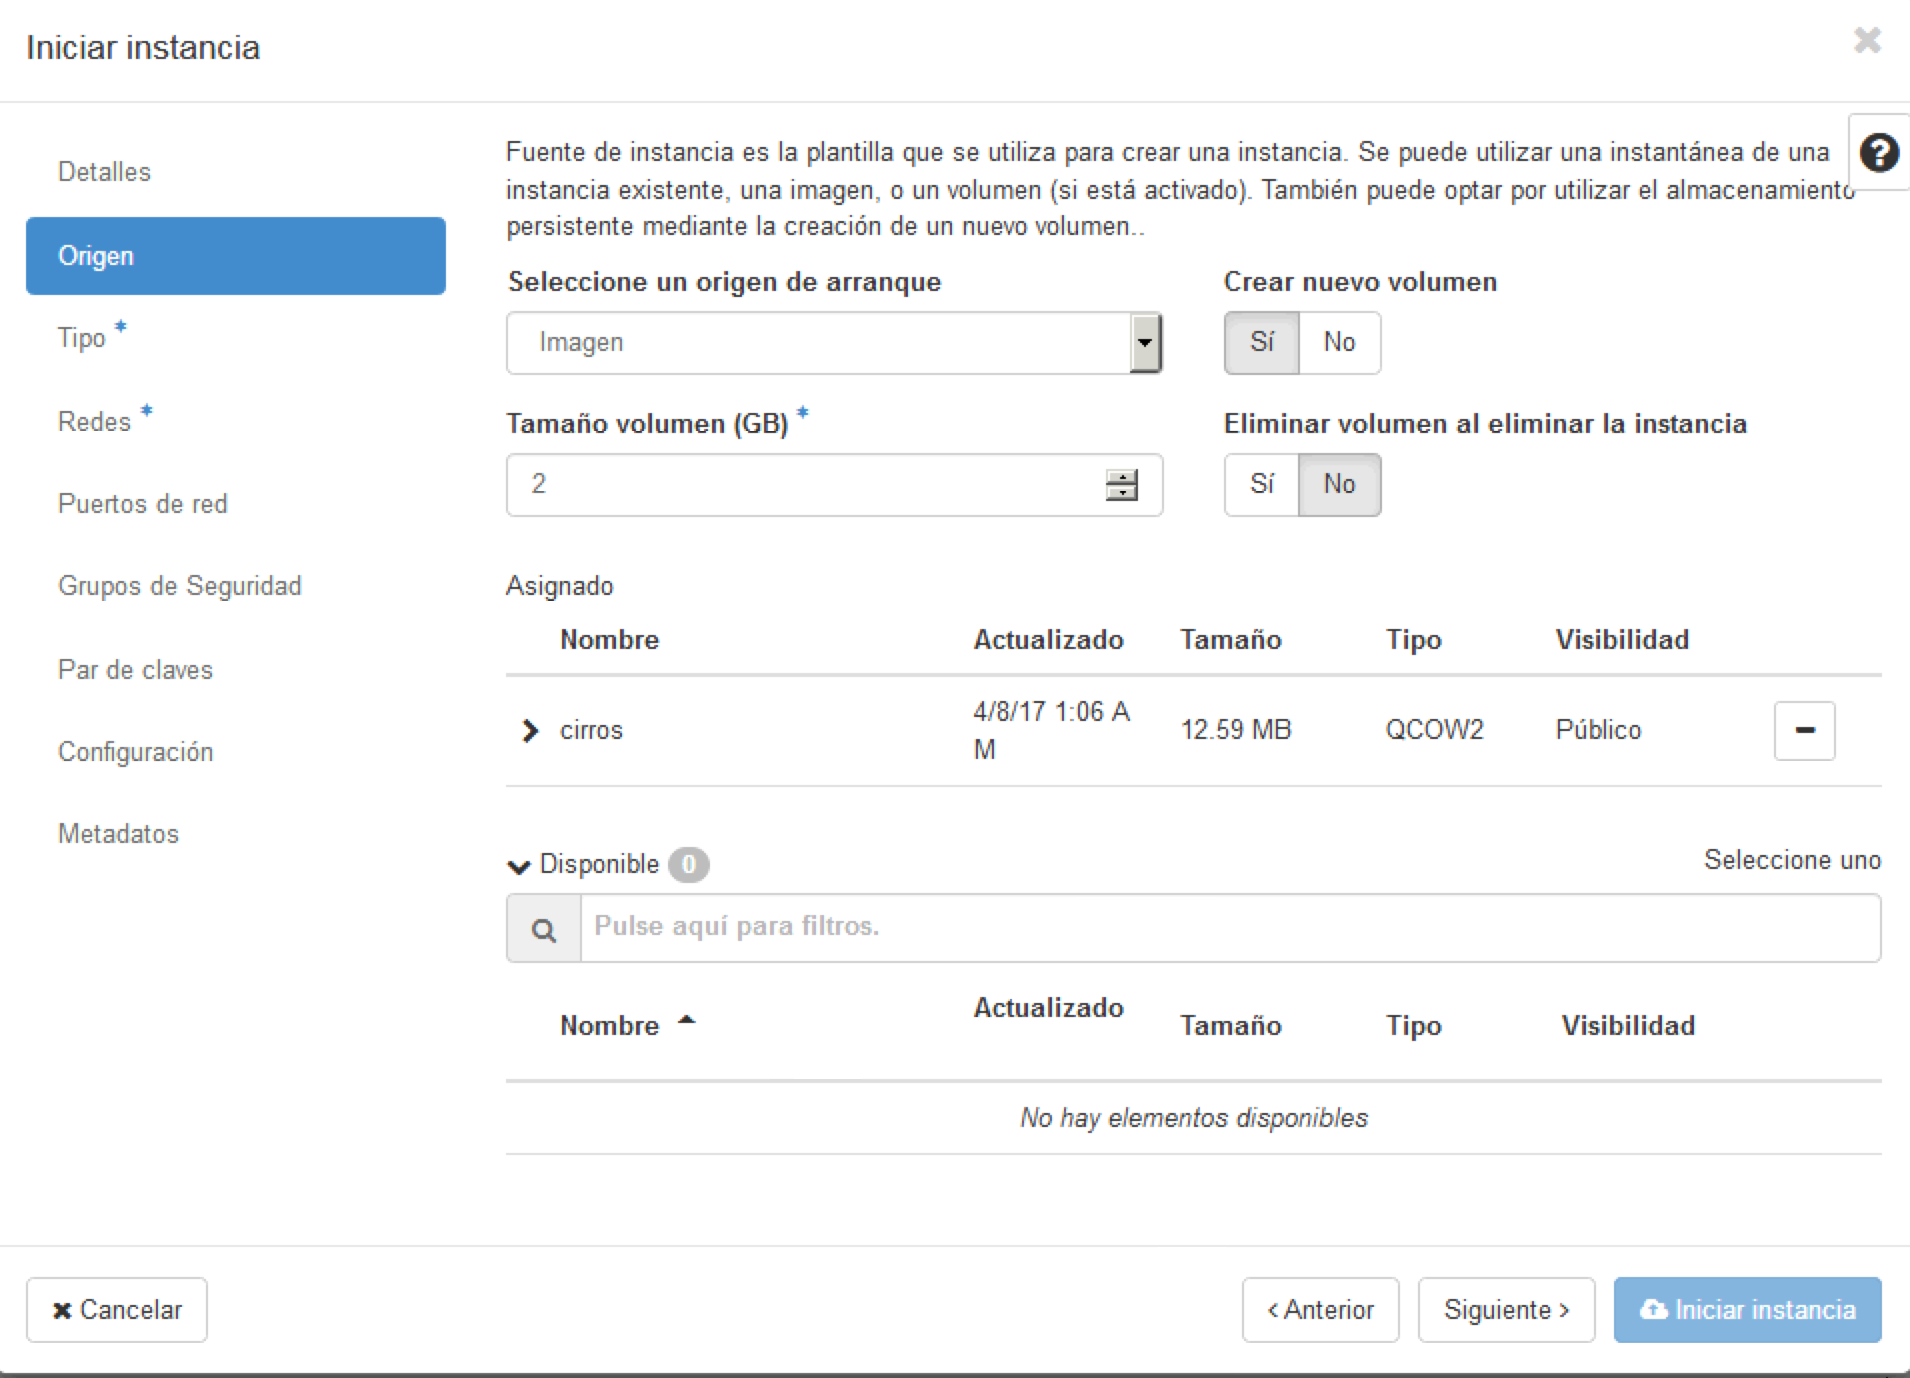 Iniciar instancia
Detalles
Origen
Tipo *
Redes *
Puertos de red
Grupos de Seguridad
Par de claves
Configuración
Metadatos
Fuente de instancia es la plantilla que se utiliza para crear una instancia. Se puede utilizar una instantánea de una
instancia existente, una imagen, o un volumen (si está activado). También puede optar por utilizar el almacenamiento
persistente mediante la creación de un nuevo volumen..
Seleccione un origen de arranque
Crear nuevo volumen
Imagen
Sí No
Tamaño volumen (GB) *
Eliminar volumen al eliminar la instancia
2
Sí No
Asignado
Nombre Actualizado Tamaño Tipo Visibilidad
cirros 4/8/17 1:06 A 12.59 MB QCOW2 Público
M
Disponible 0 Seleccione uno
Pulse aquí para filtros.
Nombre Actualizado Tamaño Tipo Visibilidad
No hay elementos disponibles
Cancelar
< Anterior
Siguiente >
Iniciar instancia